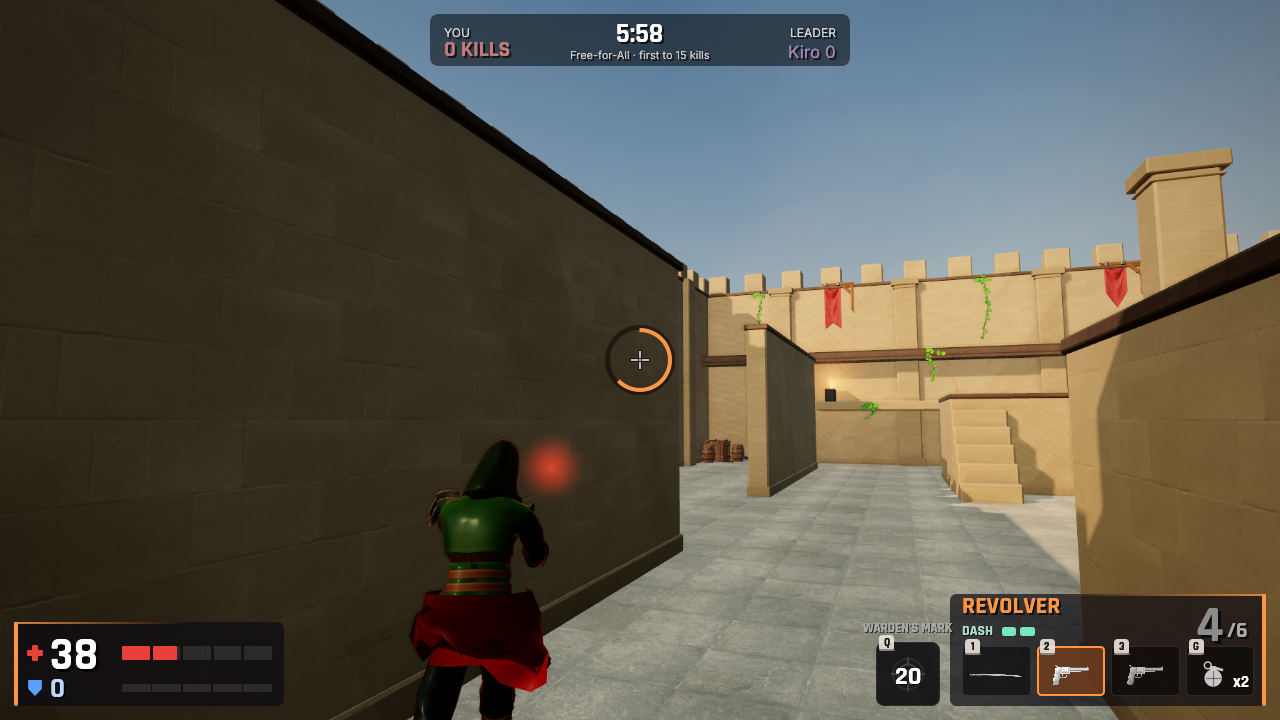 YOU
0 KILLS
5:58
Free-for-All · first to 15 kills
LEADER
Kiro 0
38
0
WARDEN'S MARK
Q
20
REVOLVER
DASH
4/6
1
2
3
G
x2